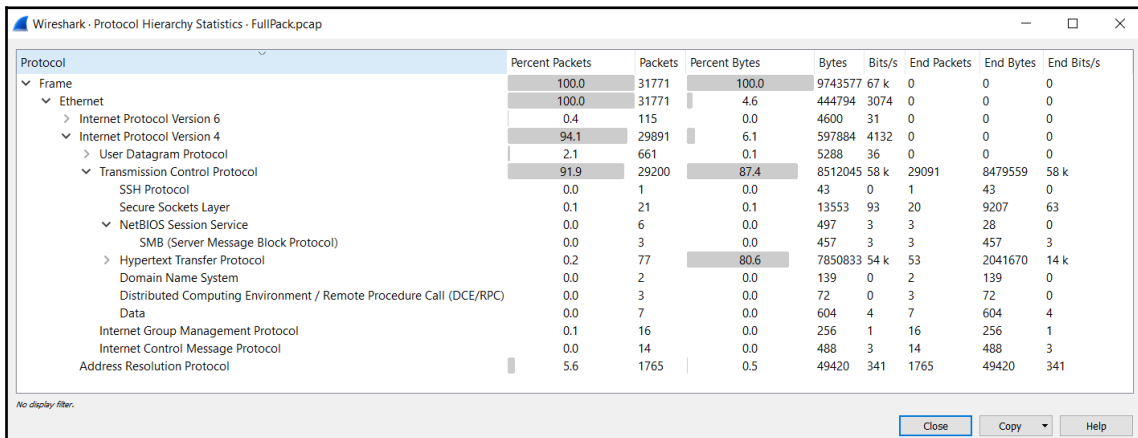 Wireshark · Protocol Hierarchy Statistics · FullPack.pcap
Protocol Percent Packets Packets Percent Bytes Bytes Bits/s End Packets End Bytes End Bits/s
Frame 100.0 31771 100.0 9743577 67 k 0 0 0
Ethernet 100.0 31771 4.6 444794 3074 0 0 0
Internet Protocol Version 6 0.4 115 0.0 4600 31 0 0 0
Internet Protocol Version 4 94.1 29891 6.1 597884 4132 0 0 0
User Datagram Protocol 2.1 661 0.1 5288 36 0 0 0
Transmission Control Protocol 91.9 29200 87.4 8512045 58 k 29091 8479559 58 k
SSH Protocol 0.0 1 0.0 43 0 1 43 0
Secure Sockets Layer 0.1 21 0.1 13553 93 20 9207 63
NetBIOS Session Service 0.0 6 0.0 497 3 3 28 0
SMB (Server Message Block Protocol) 0.0 3 0.0 457 3 3 457 3
Hypertext Transfer Protocol 0.2 77 80.6 7850833 54 k 53 2041670 14 k
Domain Name System 0.0 2 0.0 139 0 2 139 0
Distributed Computing Environment / Remote Procedure Call (DCE/RPC) 0.0 3 0.0 72 0 3 72 0
Data 0.0 7 0.0 604 4 7 604 4
Internet Group Management Protocol 0.1 16 0.0 256 1 16 256 1
Internet Control Message Protocol 0.0 14 0.0 488 3 14 488 3
Address Resolution Protocol 5.6 1765 0.5 49420 341 1765 49420 341
No display filter.
Close Copy Help